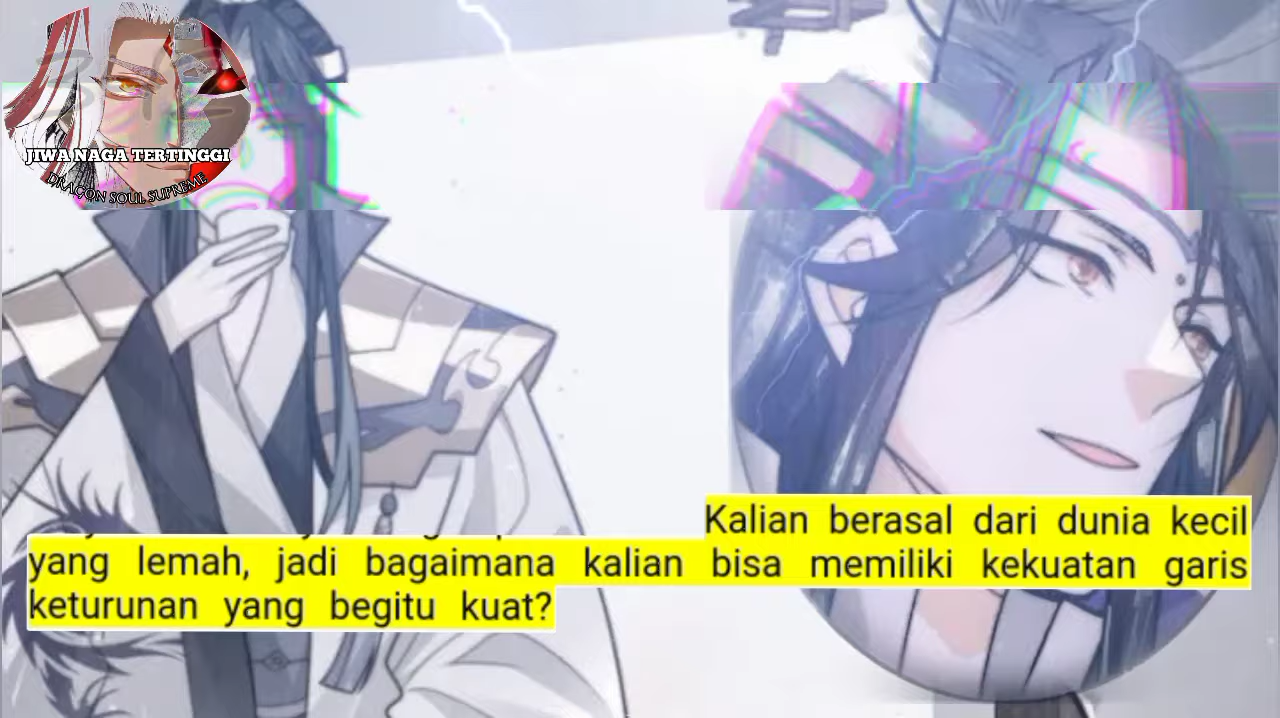 JIWA NAGA TERTINGGI
DRAGON SOUL SUPREME
Kalian berasal dari dunia kecil
yang lemah, jadi bagaimana kalian bisa memiliki kekuatan garis
keturunan yang begitu kuat?